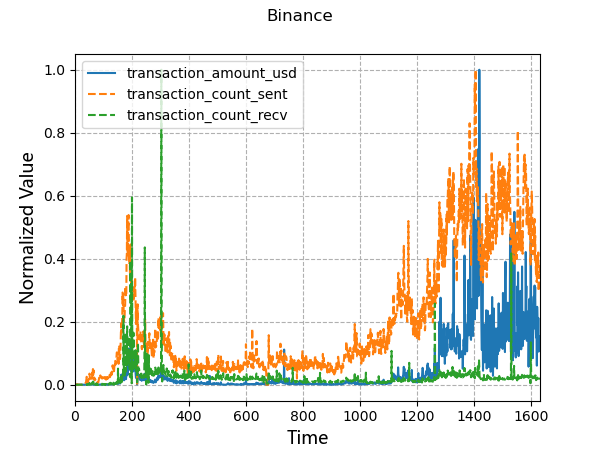 Binance
transaction_amount_usd
transaction_count_sent
transaction_count_recv
Normalized Value
1.0
0.8
0.6
0.4
0.2
0.0
0 200 400 600 800 1000 1200 1400 1600
Time